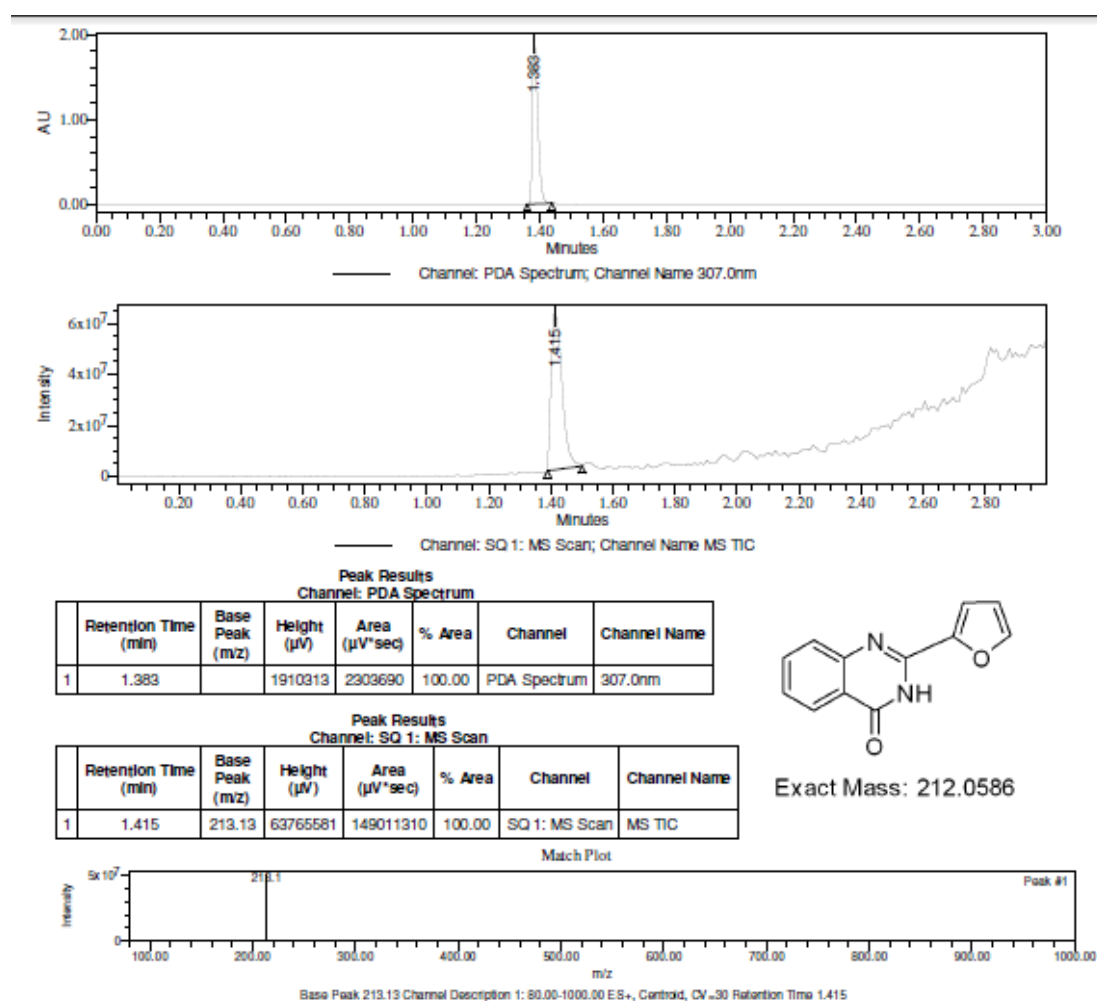 2.00
1.00
0.00
AU
1.383
0.00 0.20 0.40 0.60 0.80 1.00 1.20 1.40 1.60 1.80 2.00 2.20 2.40 2.60 2.80 3.00
Minutes
Channel: PDA Spectrum; Channel Name 307.0nm
6x10⁷
4x10⁷
2x10⁷
0
Intensity
1.415
0.20 0.40 0.60 0.80 1.00 1.20 1.40 1.60 1.80 2.00 2.20 2.40 2.60 2.80
Minutes
Channel: SQ 1: MS Scan; Channel Name MS TIC
Peak Results
Channel: PDA Spectrum
Retention Time (min) Base Peak (m/z) Height (µV) Area (µV*sec) % Area Channel Channel Name
1 1.383 1910313 2303690 100.00 PDA Spectrum 307.0nm
Peak Results
Channel: SQ 1: MS Scan
Retention Time (min) Base Peak (m/z) Height (µV) Area (µV*sec) % Area Channel Channel Name
1 1.415 213.13 63765581 149011310 100.00 SQ 1: MS Scan MS TIC
N
O
NH
O
Exact Mass: 212.0586
Match Plot
5x10⁷
0
Intensity
213.1
Peak #1
100.00 200.00 300.00 400.00 500.00 600.00 700.00 800.00 900.00 1000.00
m/z
Base Peak 213.13 Channel Description 1: 80.00-1000.00 ES+, Centroid, CV=30 Retention Time 1.415